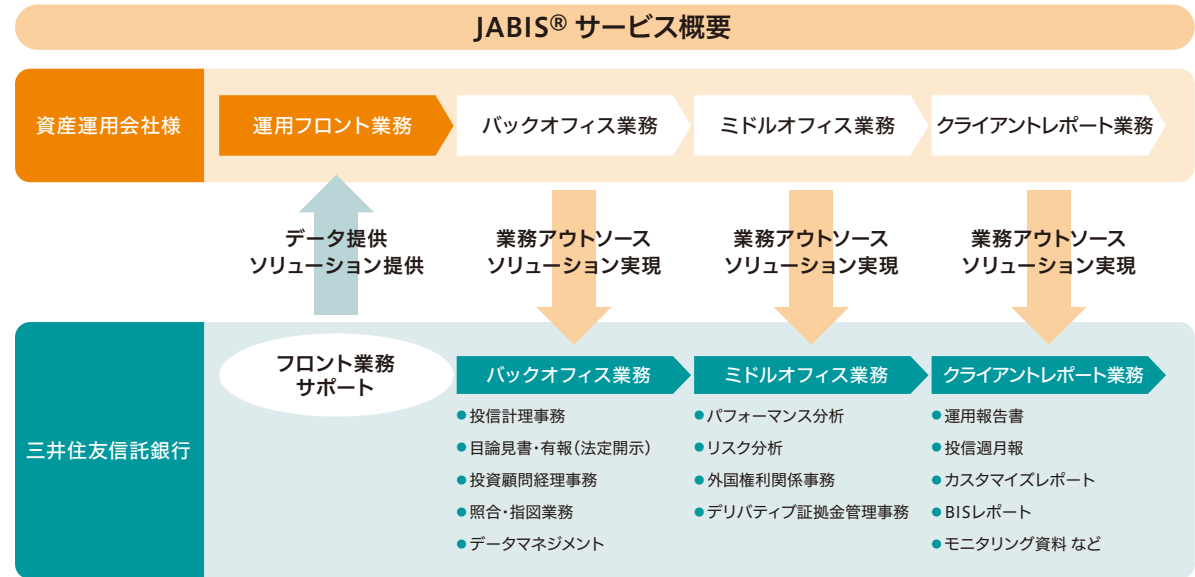 JABIS® サービス概要
資産運用会社様
運用フロント業務
バックオフィス業務
ミドルオフィス業務
クライアントレポート業務
データ提供
ソリューション提供
業務アウトソース
ソリューション実現
業務アウトソース
ソリューション実現
業務アウトソース
ソリューション実現
三井住友信託銀行
フロント業務
サポート
バックオフィス業務
●投信計理事務
●目論見書・有報(法定開示)
●投資顧問経理事務
●照合・指図業務
●データマネジメント
ミドルオフィス業務
●パフォーマンス分析
●リスク分析
●外国権利関係事務
●デリバティブ証拠金管理事務
クライアントレポート業務
●運用報告書
●投信週月報
●カスタマイズレポート
●BISレポート
●モニタリング資料 など